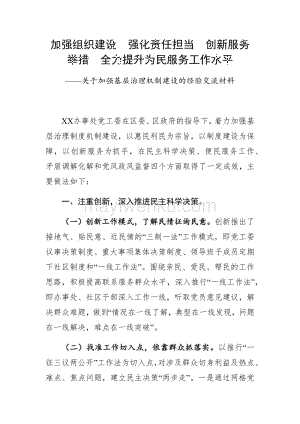 加强组织建设　强化责任担当　创新服务
举措　全力提升为民服务工作水平
——关于加强基层治理机制建设的经验交流材料
XX办事处党工委在区委、区政府的指导下，着力加强基
层治理制度机制建设，以惠民利民为宗旨。以制度建设为保
障，以创新服务为抓手。在民主科学决策、便民服务工作、
矛盾调解化解和党风政风监督四个方面取得了一定成效，主
要做法如下：
一、注重创新，深入推进民主科学决策。
（一）创新工作模式，了解民情征询民意。创新推出了
接地气、贴民意、近民情的“三制一法”工作模式，即党工委
议事决策制度、重大事项集体决策制度、领导班子成员定期
下社区制度和“一线工作法”。围绕亲民、爱民、帮民的工作
思路，积极提高联系服务群众水平，有效推行“一线工作法”，
即办事处、社区干部深入一线工作，听取党员意见建议，解
决群众难题，做到“情况在一线了解，典型在一线发现，问题
在一线解决，难点在一线突破”。
（二）找准工作切入点，依靠群众抓落实。以推行“一
征三议两公开”工作法为切入点，对涉及群众切身利益及热点、
难点、焦点问题，建立民主决策“两步走”。一是通过网格党